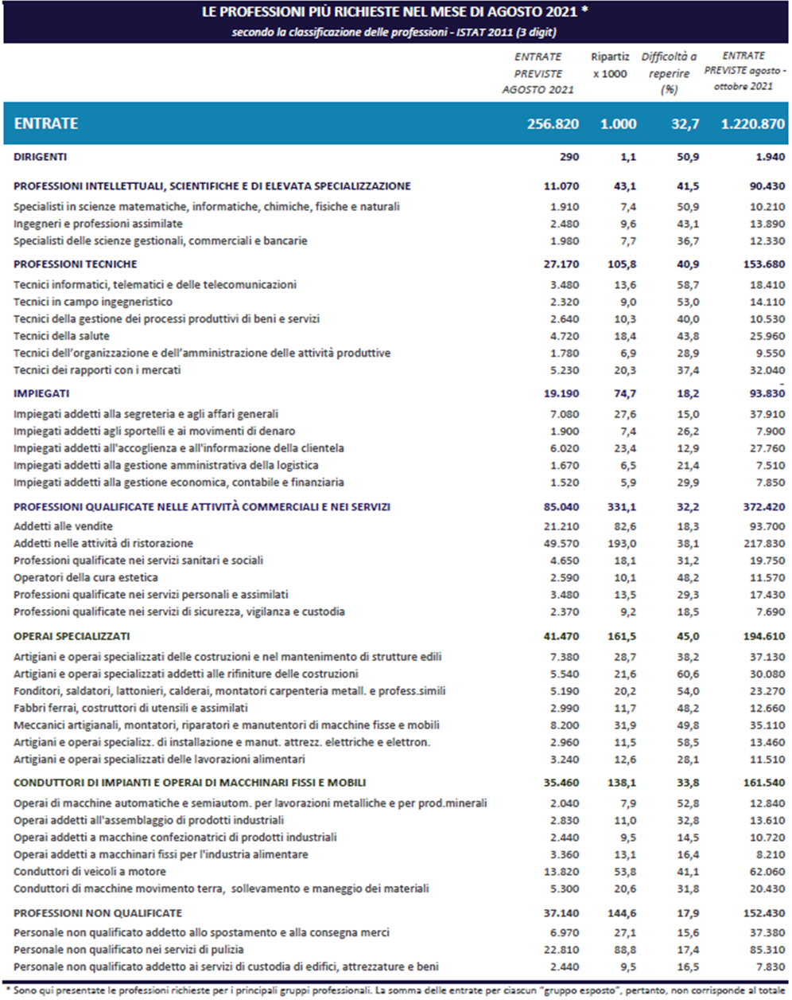 LE PROFESSIONI PIÙ RICHIESTE NEL MESE DI AGOSTO 2021 *
secondo la classificazione delle professioni - ISTAT 2011 (3 digit)
ENTRATE PREVISTE AGOSTO 2021 Ripartiz x 1000 Difficoltà a reperire (%) ENTRATE PREVISTE agosto - ottobre 2021
ENTRATE 256.820 1.000 32,7 1.220.870
DIRIGENTI 290 1,1 50,9 1.940
PROFESSIONI INTELLETTUALI, SCIENTIFICHE E DI ELEVATA SPECIALIZZAZIONE 11.070 43,1 41,5 90.430
Specialisti in scienze matematiche, informatiche, chimiche, fisiche e naturali 1.910 7,4 50,9 10.210
Ingegneri e professioni assimilate 2.480 9,6 43,1 13.890
Specialisti delle scienze gestionali, commerciali e bancarie 1.980 7,7 36,7 12.330
PROFESSIONI TECNICHE 27.170 105,8 40,9 153.680
Tecnici informatici, telematici e delle telecomunicazioni 3.480 13,6 58,7 18.410
Tecnici in campo ingegneristico 2.320 9,0 53,0 14.110
Tecnici della gestione dei processi produttivi di beni e servizi 2.640 10,3 40,0 10.530
Tecnici della salute 4.720 18,4 43,8 25.960
Tecnici dell'organizzazione e dell'amministrazione delle attività produttive 1.780 6,9 28,9 9.550
Tecnici dei rapporti con i mercati 5.230 20,3 37,4 32.040
-
IMPIEGATI 19.190 74,7 18,2 93.830
Impiegati addetti alla segreteria e agli affari generali 7.080 27,6 15,0 37.910
Impiegati addetti agli sportelli e ai movimenti di denaro 1.900 7,4 26,2 7.900
Impiegati addetti all'accoglienza e all'informazione della clientela 6.020 23,4 12,9 27.760
Impiegati addetti alla gestione amministrativa della logistica 1.670 6,5 21,4 7.510
Impiegati addetti alla gestione economica, contabile e finanziaria 1.520 5,9 29,9 7.850
PROFESSIONI QUALIFICATE NELLE ATTIVITÀ COMMERCIALI E NEI SERVIZI 85.040 331,1 32,2 372.420
Addetti alle vendite 21.210 82,6 18,3 93.700
Addetti nelle attività di ristorazione 49.570 193,0 38,1 217.830
Professioni qualificate nei servizi sanitari e sociali 4.650 18,1 31,2 19.750
Operatori della cura estetica 2.590 10,1 48,2 11.570
Professioni qualificate nei servizi personali e assimilati 3.480 13,5 29,3 17.430
Professioni qualificate nei servizi di sicurezza, vigilanza e custodia 2.370 9,2 18,5 7.690
OPERAI SPECIALIZZATI 41.470 161,5 45,0 194.610
Artigiani e operai specializzati delle costruzioni e nel mantenimento di strutture edili 7.380 28,7 38,2 37.130
Artigiani e operai specializzati addetti alle rifiniture delle costruzioni 5.540 21,6 60,6 30.080
Fonditori, saldatori, lattonieri, calderai, montatori carpenteria metall. e profess.simili 5.190 20,2 54,0 23.270
Fabbri ferrai, costruttori di utensili e assimilati 2.990 11,7 48,2 12.660
Meccanici artigianali, montatori, riparatori e manutentori di macchine fisse e mobili 8.200 31,9 49,8 35.110
Artigiani e operai specializz. di installazione e manut. attrezz. elettriche e elettron. 2.960 11,5 58,5 13.460
Artigiani e operai specializzati delle lavorazioni alimentari 3.240 12,6 28,1 11.510
CONDUTTORI DI IMPIANTI E OPERAI DI MACCHINARI FISSI E MOBILI 35.460 138,1 33,8 161.540
Operai di macchine automatiche e semiautom. per lavorazioni metalliche e per prod.minerali 2.040 7,9 52,8 12.840
Operai addetti all'assemblaggio di prodotti industriali 2.830 11,0 32,8 13.610
Operai addetti a macchine confezionatrici di prodotti industriali 2.440 9,5 14,5 10.720
Operai addetti a macchinari fissi per l'industria alimentare 3.360 13,1 16,4 8.210
Conduttori di veicoli a motore 13.820 53,8 41,1 62.060
Conduttori di macchine movimento terra, sollevamento e maneggio dei materiali 5.300 20,6 31,8 20.430
PROFESSIONI NON QUALIFICATE 37.140 144,6 17,9 152.430
Personale non qualificato addetto allo spostamento e alla consegna merci 6.970 27,1 15,6 37.380
Personale non qualificato nei servizi di pulizia 22.810 88,8 17,4 85.310
Personale non qualificato addetto ai servizi di custodia di edifici, attrezzature e beni 2.440 9,5 16,5 7.830
* Sono qui presentate le professioni richieste per i principali gruppi professionali. La somma delle entrate per ciascun "gruppo esposto", pertanto, non corrisponde al totale